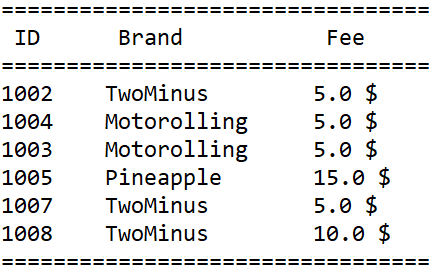 =================================
ID Brand Fee
=================================
1002 TwoMinus 5.0 $
1004 Motorolling 5.0 $
1003 Motorolling 5.0 $
1005 Pineapple 15.0 $
1007 TwoMinus 5.0 $
1008 TwoMinus 10.0 $
=================================